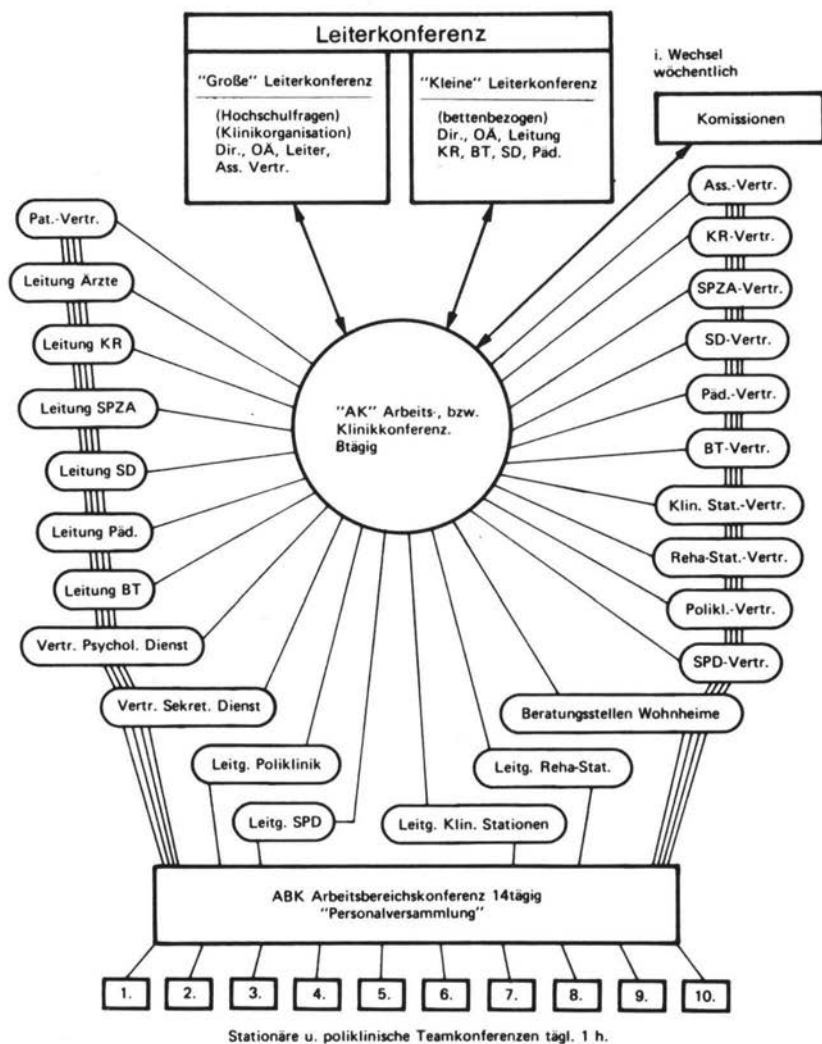 Leiterkonferenz
"Große" Leiterkonferenz
(Hochschulfragen)
(Klinikorganisation)
Dir., OÄ, Leiter,
Ass. Vertr.
"Kleine" Leiterkonferenz
(bettenbezogen)
Dir., OÄ, Leitung
KR, BT, SD, Päd.
i. Wechsel
wöchentlich
Komissionen
Pat.-Vertr.
Leitung Ärzte
Leitung KR
Leitung SPZA
Leitung SD
Leitung Päd.
Leitung BT
Vertr. Psychol. Dienst
Vertr. Sekret. Dienst
Leitg. Poliklinik
Leitg. SPD
"AK" Arbeits-, bzw.
Klinikkonferenz.
8tägig
Ass.-Vertr.
KR-Vertr.
SPZA-Vertr.
SD-Vertr.
Päd.-Vertr.
BT-Vertr.
Klin. Stat.-Vertr.
Reha-Stat.-Vertr.
Polikl.-Vertr.
SPD-Vertr.
Beratungsstellen Wohnheime
Leitg. Reha-Stat.
Leitg. Klin. Stationen
ABK Arbeitsbereichskonferenz 14tägig
"Personalversammlung"
1. 2. 3. 4. 5. 6. 7. 8. 9. 10.
Stationäre u. poliklinische Teamkonferenzen tägl. 1 h.